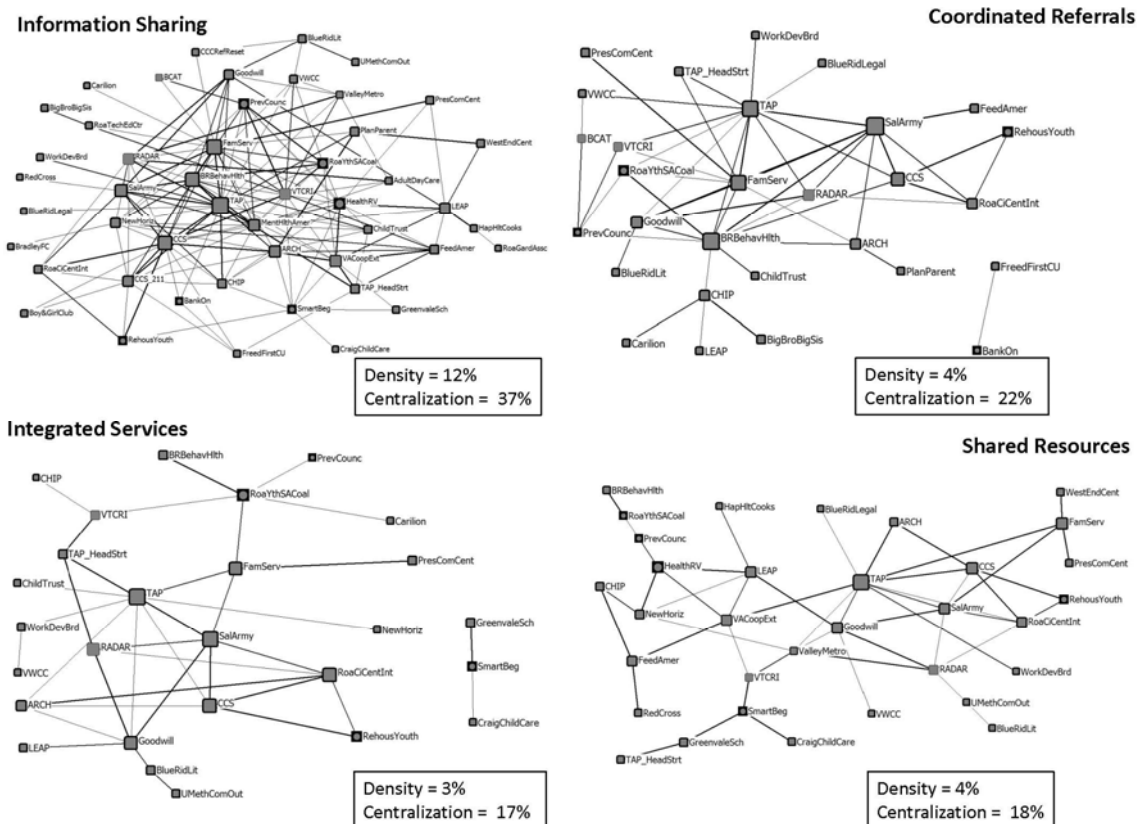 Information Sharing
BlueRidLit
CCCRefReset
UMethComOut
Goodwill
Carilion
BCAT
VWCC
ValleyMetro
PrevCounc
PresComCent
BigBroBigSis
RoaTechEdCtr
PlanParent
WestEndCent
FamServ
WorkDevBrd
RADAR
RoaYthSACoal
RedCross
BRBehavHlth
AdultDayCare
SalArmy
VTCRI
TAP
HealthRV
LEAP
BlueRidLegal
NewHoriz
MentHlthAmer
HapHltCooks
ChildTrust
BradleyFC
CCS
ARCH
FeedAmer
RoaGardAssc
VACoopExt
RoaCiCentInt
CCS_211
CHIP
TAP_HeadStrt
BankOn
Boy&GirlClub
SmartBeg
GreenvaleSch
RehousYouth
FreedFirstCU
CraigChildCare
Density = 12%
Centralization = 37%
Coordinated Referrals
WorkDevBrd
PresComCent
TAP_HeadStrt
BlueRidLegal
VWCC
TAP
FeedAmer
SalArmy
RehousYouth
BCAT
VTCRI
RoaYthSACoal
FamServ
CCS
RADAR
RoaCiCentInt
Goodwill
PrevCounc
BRBehavHlth
ARCH
BlueRidLit
ChildTrust
PlanParent
FreedFirstCU
CHIP
Carilion
BigBroBigSis
LEAP
BankOn
Density = 4%
Centralization = 22%
Integrated Services
BRBehavHlth
PrevCounc
CHIP
RoaYthSACoal
VTCRI
Carilion
TAP_HeadStrt
PresComCent
FamServ
ChildTrust
TAP
WorkDevBrd
NewHoriz
GreenvaleSch
SalArmy
RADAR
SmartBeg
VWCC
RoaCiCentInt
ARCH
CCS
CraigChildCare
RehousYouth
Goodwill
LEAP
BlueRidLit
UMethComOut
Density = 3%
Centralization = 17%
Shared Resources
BRBehavHlth
WestEndCent
HapHltCooks
BlueRidLegal
RoaYthSACoal
ARCH
FamServ
PrevCounc
PresComCent
HealthRV
LEAP
CCS
TAP
CHIP
RehousYouth
NewHoriz
SalArmy
VACoopExt
Goodwill
RoaCiCentInt
ValleyMetro
FeedAmer
RADAR
WorkDevBrd
VTCRI
UMethComOut
RedCross
SmartBeg
VWCC
BlueRidLit
GreenvaleSch
CraigChildCare
TAP_HeadStrt
Density = 4%
Centralization = 18%